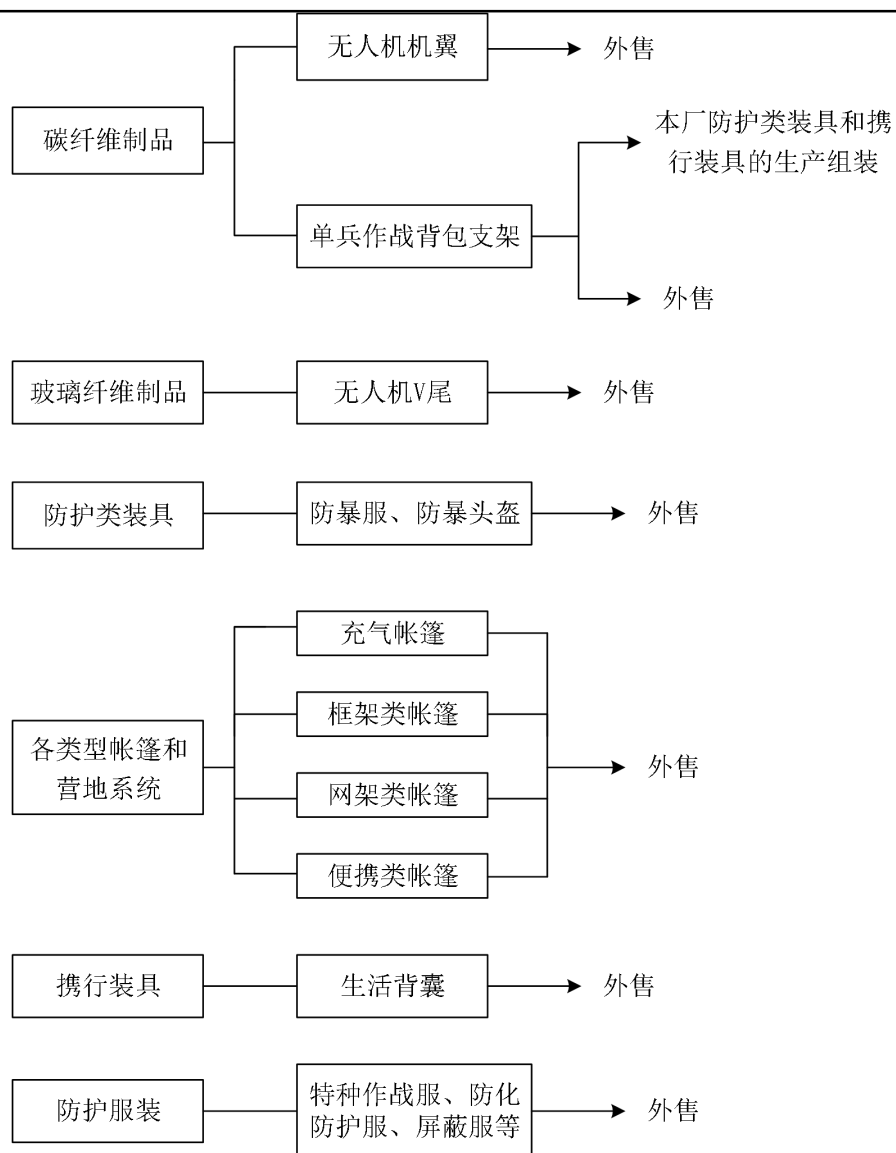 无人机机翼
外售
碳纤维制品
本厂防护类装具和携
行装具的生产组装
单兵作战背包支架
外售
玻璃纤维制品
无人机V尾
外售
防护类装具
防暴服、防暴头盔
外售
充气帐篷
框架类帐篷
各类型帐篷和
营地系统
外售
网架类帐篷
便携类帐篷
携行装具
生活背囊
外售
防护服装
特种作战服、防化
防护服、屏蔽服等
外售